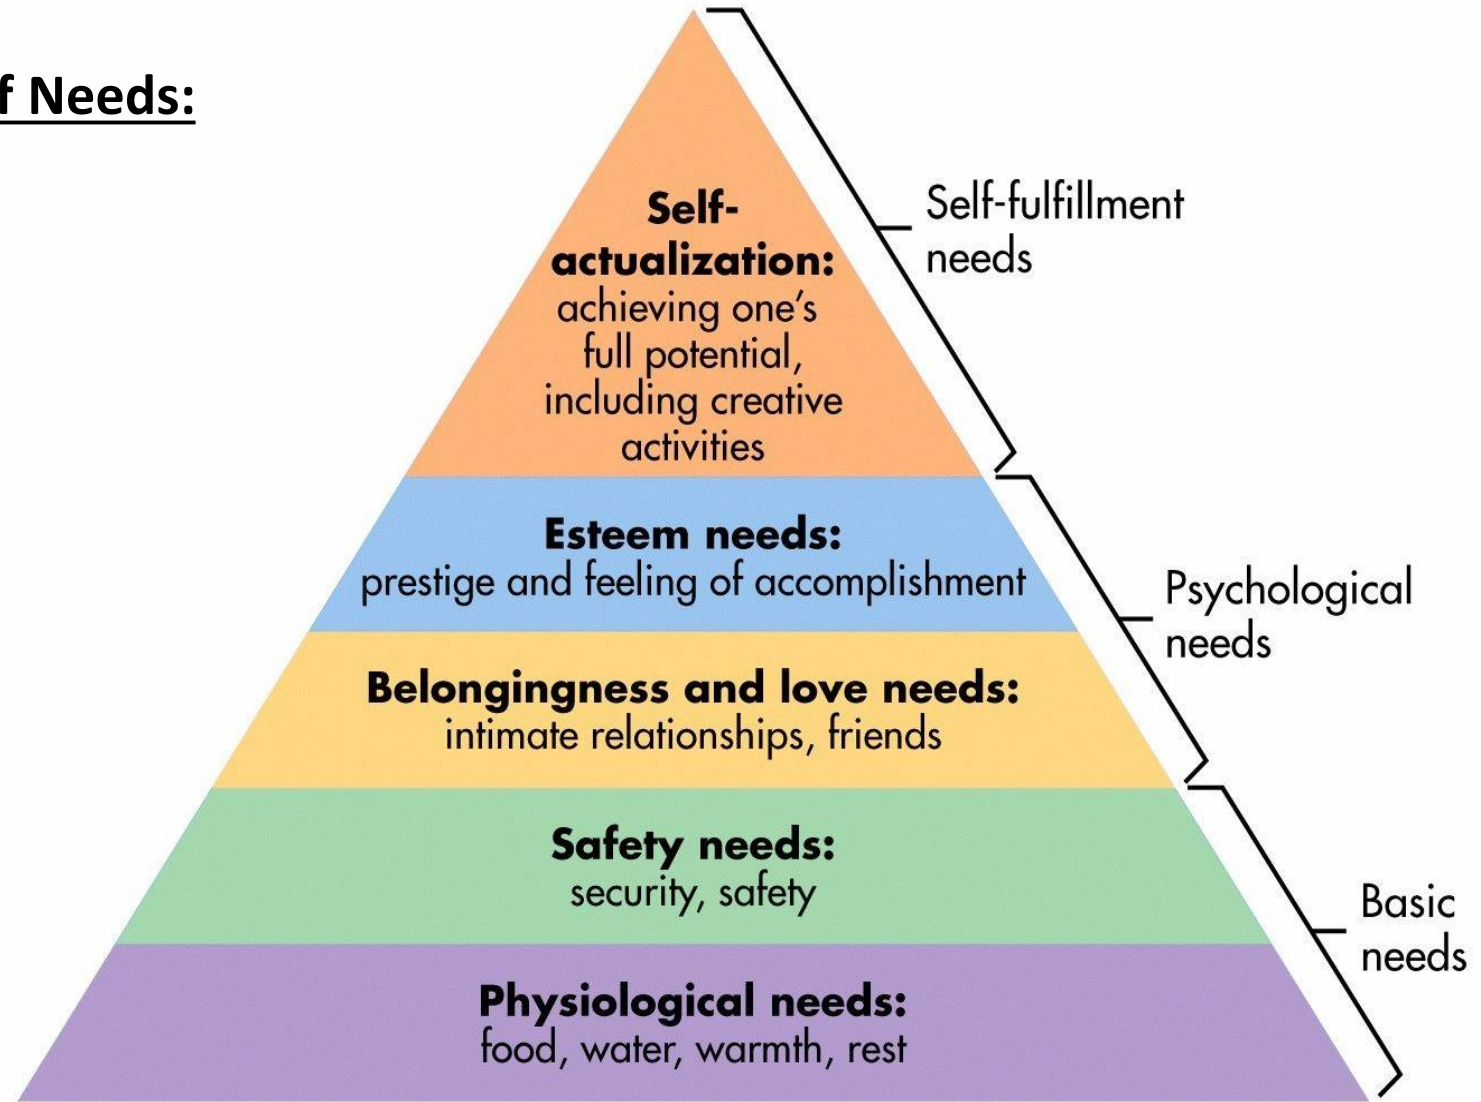 f Needs:
Self-
actualization:
achieving one's
full potential,
including creative
activities
Self-fulfillment
needs
Esteem needs:
prestige and feeling of accomplishment
Belongingness and love needs:
intimate relationships, friends
Psychological
needs
Safety needs:
security, safety
Physiological needs:
food, water, warmth, rest
Basic
needs